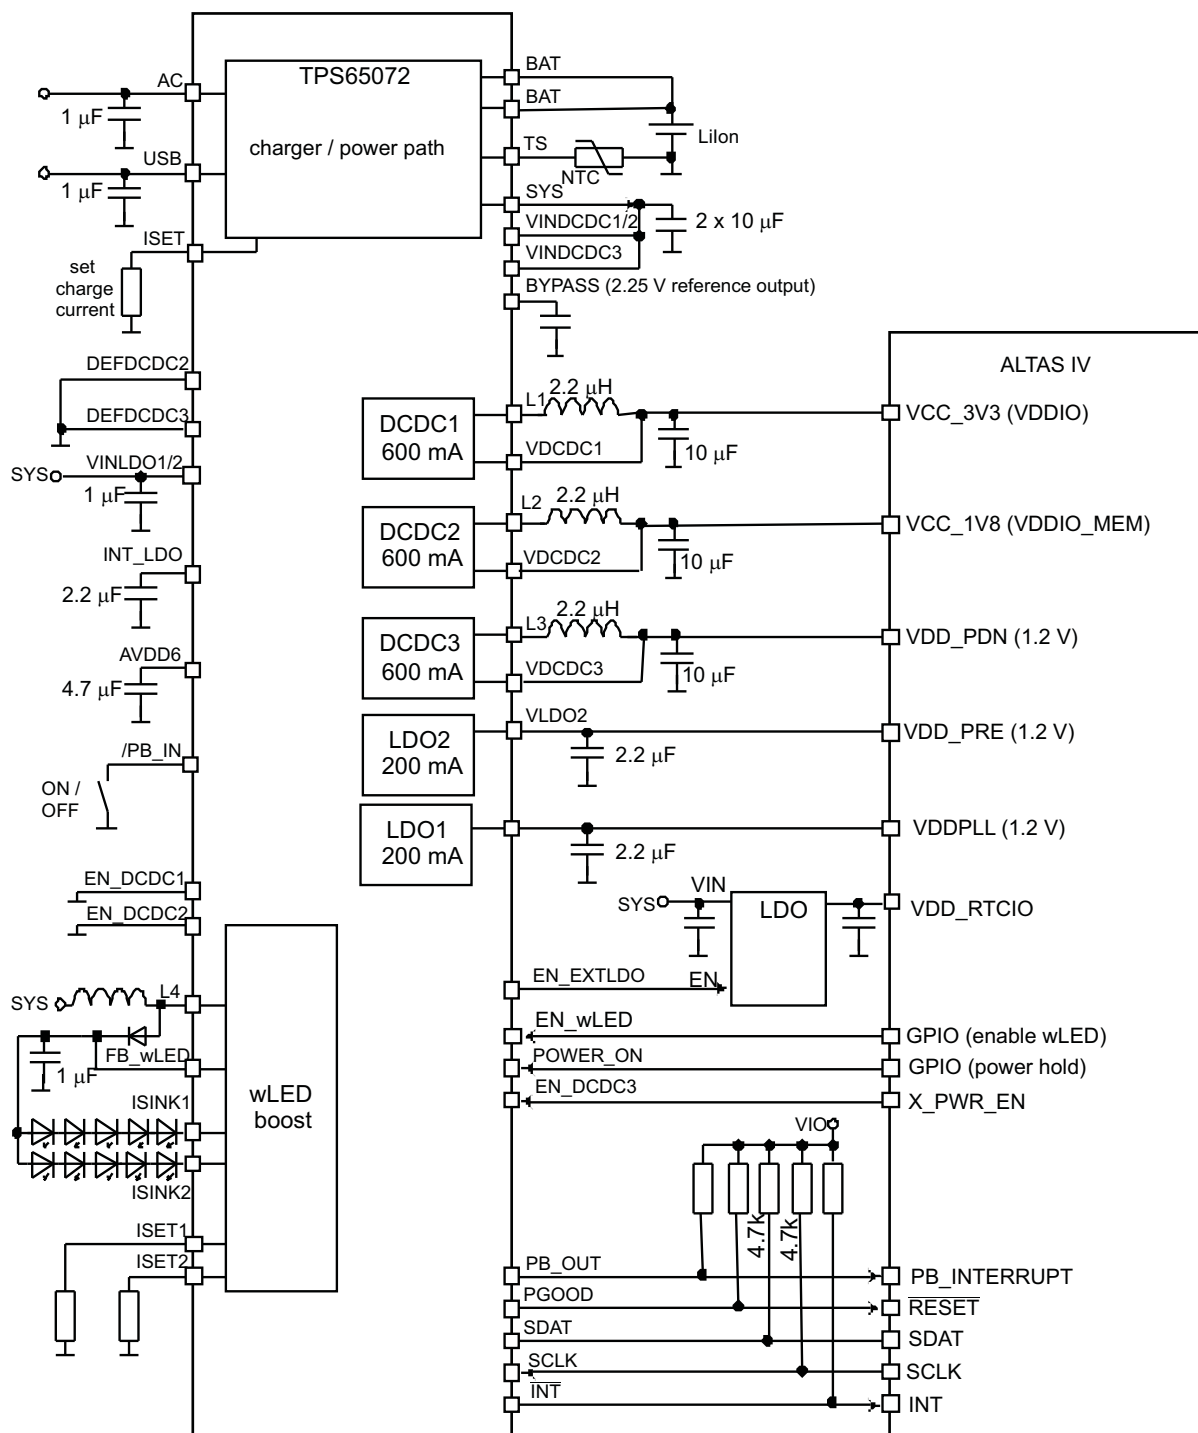 TPS65072
charger / power path
AC
1 μF
USB
1 μF
ISET
set
charge
current
BAT
BAT
LiIon
TS
NTC
SYS
VINDCDC1/2
2 x 10 μF
VINDCDC3
BYPASS (2.25 V reference output)
DEFDCDC2
DEFDCDC3
SYS
VINLDO1/2
1 μF
INT_LDO
2.2 μF
AVDD6
4.7 μF
/PB_IN
ON /
OFF
EN_DCDC1
EN_DCDC2
SYS
L4
FB_wLED
1 μF
ISINK1
ISINK2
ISET1
ISET2
wLED
boost
DCDC1
600 mA
L1
2.2 μH
VDCDC1
10 μF
DCDC2
600 mA
L2
2.2 μH
VDCDC2
10 μF
DCDC3
600 mA
L3
2.2 μH
VDCDC3
10 μF
LDO2
200 mA
VLDO2
2.2 μF
LDO1
200 mA
2.2 μF
SYS
VIN
LDO
EN_EXTLDO
EN
EN_wLED
POWER_ON
EN_DCDC3
VIO
4.7k
4.7k
PB_OUT
PGOOD
SDAT
SCLK
INT
ALTAS IV
VCC_3V3 (VDDIO)
VCC_1V8 (VDDIO_MEM)
VDD_PDN (1.2 V)
VDD_PRE (1.2 V)
VDDPLL (1.2 V)
VDD_RTCIO
GPIO (enable wLED)
GPIO (power hold)
X_PWR_EN
PB_INTERRUPT
RESET
SDAT
SCLK
INT